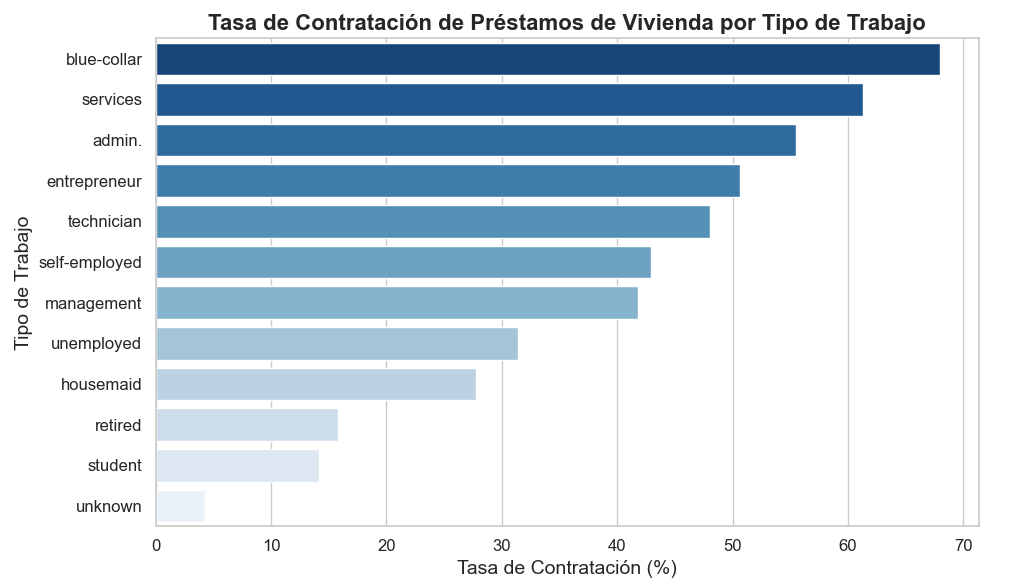 Tasa de Contratación de Préstamos de Vivienda por Tipo de Trabajo
Tipo de Trabajo
blue-collar
services
admin.
entrepreneur
technician
self-employed
management
unemployed
housemaid
retired
student
unknown
0 10 20 30 40 50 60 70
Tasa de Contratación (%)